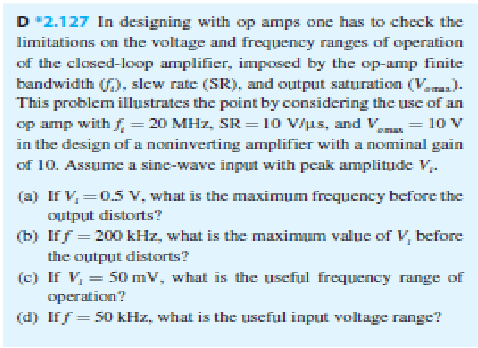 D *2.127 In designing with op amps one has to check the
limitations on the voltage and frequency ranges of operation
of the closed-loop amplifier, imposed by the op-amp finite
bandwidth (fₜ), slew rate (SR), and output saturation (Vₒₘₐₓ).
This problem illustrates the point by considering the use of an
op amp with fₜ = 20 MHz, SR = 10 V/μs, and Vₒₘₐₓ = 10 V
in the design of a noninverting amplifier with a nominal gain
of 10. Assume a sine-wave input with peak amplitude Vᵢ.
(a) If Vᵢ = 0.5 V, what is the maximum frequency before the
output distorts?
(b) If f = 200 kHz, what is the maximum value of Vᵢ before
the output distorts?
(c) If Vᵢ = 50 mV, what is the useful frequency range of
operation?
(d) If f = 50 kHz, what is the useful input voltage range?